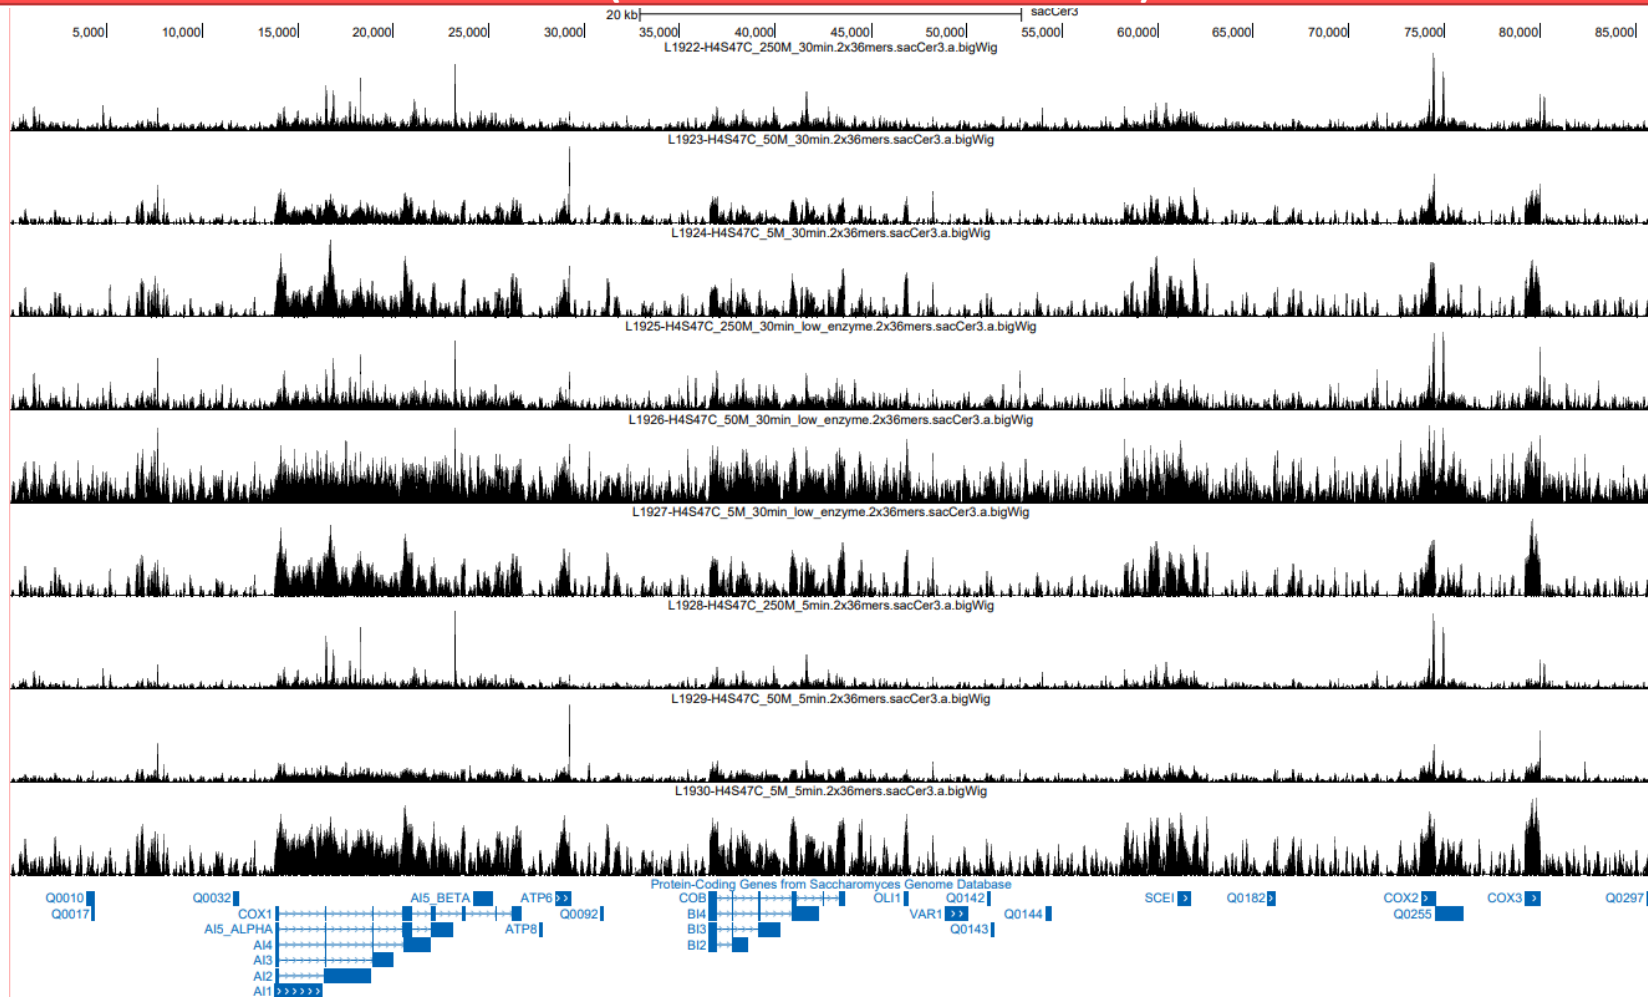 20 kb sacCer3
5,000 10,000 15,000 20,000 25,000 30,000 35,000 40,000 45,000 50,000 55,000 60,000 65,000 70,000 75,000 80,000 85,000
L1922-H4S47C_250M_30min.2x36mers.sacCer3.a.bigWig
L1923-H4S47C_50M_30min.2x36mers.sacCer3.a.bigWig
L1924-H4S47C_5M_30min.2x36mers.sacCer3.a.bigWig
L1925-H4S47C_250M_30min_low_enzyme.2x36mers.sacCer3.a.bigWig
L1926-H4S47C_50M_30min_low_enzyme.2x36mers.sacCer3.a.bigWig
L1927-H4S47C_5M_30min_low_enzyme.2x36mers.sacCer3.a.bigWig
L1928-H4S47C_250M_5min.2x36mers.sacCer3.a.bigWig
L1929-H4S47C_50M_5min.2x36mers.sacCer3.a.bigWig
L1930-H4S47C_5M_5min.2x36mers.sacCer3.a.bigWig
Protein-Coding Genes from Saccharomyces Genome Database
Q0010 Q0032 AI5_BETA ATP6 COB OLI1 Q0142 SCEI Q0182 COX2 COX3 Q0297
Q0017 COX1 Q0092 BI4 VAR1 Q0144 Q0255
AI5_ALPHA ATP8 BI3 Q0143
AI4 BI2
AI3
AI2
AI1